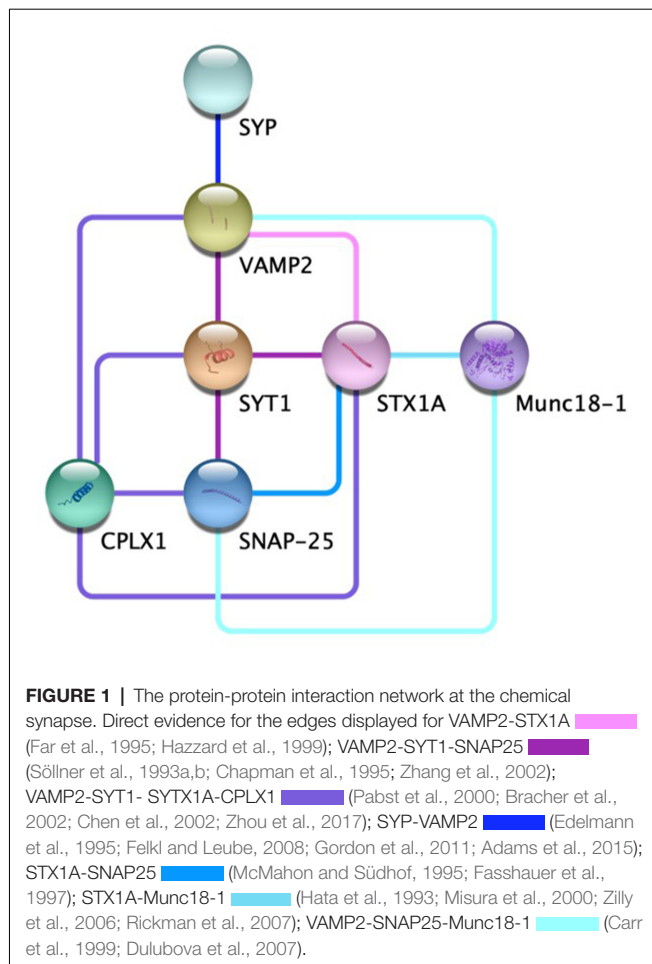 SYP
VAMP2
SYT1
STX1A
Munc18-1
CPLX1
SNAP-25
FIGURE 1 | The protein-protein interaction network at the chemical
synapse. Direct evidence for the edges displayed for VAMP2-STX1A
(Far et al., 1995; Hazzard et al., 1999); VAMP2-SYT1-SNAP25
(Söllner et al., 1993a,b; Chapman et al., 1995; Zhang et al., 2002);
VAMP2-SYT1- SYTX1A-CPLX1 (Pabst et al., 2000; Bracher et al.,
2002; Chen et al., 2002; Zhou et al., 2017); SYP-VAMP2 (Edelmann
et al., 1995; Felkl and Leube, 2008; Gordon et al., 2011; Adams et al., 2015);
STX1A-SNAP25 (McMahon and Südhof, 1995; Fasshauer et al.,
1997); STX1A-Munc18-1 (Hata et al., 1993; Misura et al., 2000; Zilly
et al., 2006; Rickman et al., 2007); VAMP2-SNAP25-Munc18-1 (Carr
et al., 1999; Dulubova et al., 2007).